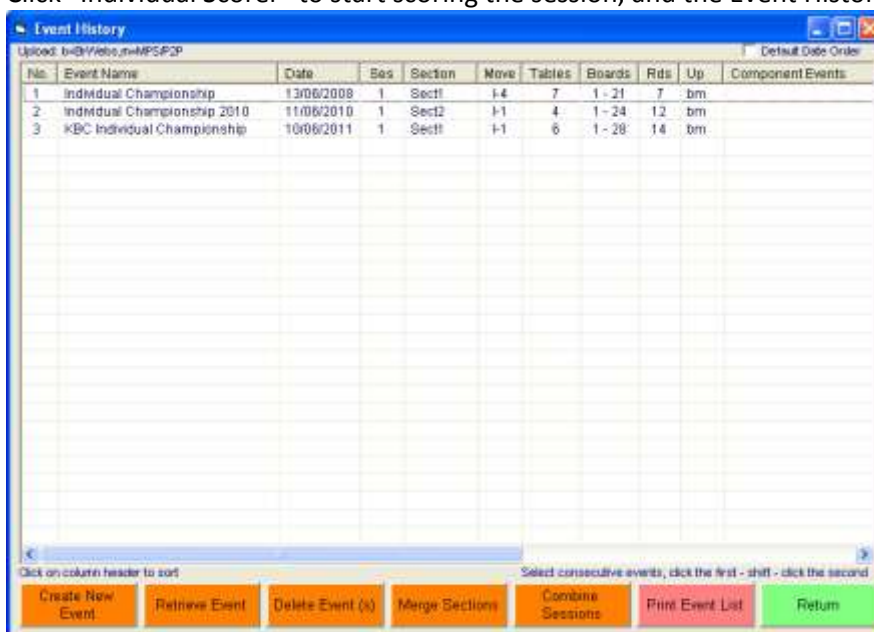 Click "Individual Scorer" to start scoring the session, and the Event Histor
Event History
Upload: b=BrWebs,m=MPS/P2P Default Date Order
No. Event Name Date Ses Section Move Tables Boards Rds Up Component Events
1 Individual Championship 13/06/2008 1 Sect1 I-4 7 1 - 21 7 bm
2 Individual Championship 2010 11/06/2010 1 Sect2 I-1 4 1 - 24 12 bm
3 KBC Individual Championship 10/06/2011 1 Sect1 I-1 6 1 - 28 14 bm
Click on column header to sort Select consecutive events, click the first - shift - click the second
Create New Event Retrieve Event Delete Event (s) Merge Sections Combine Sessions Print Event List Return